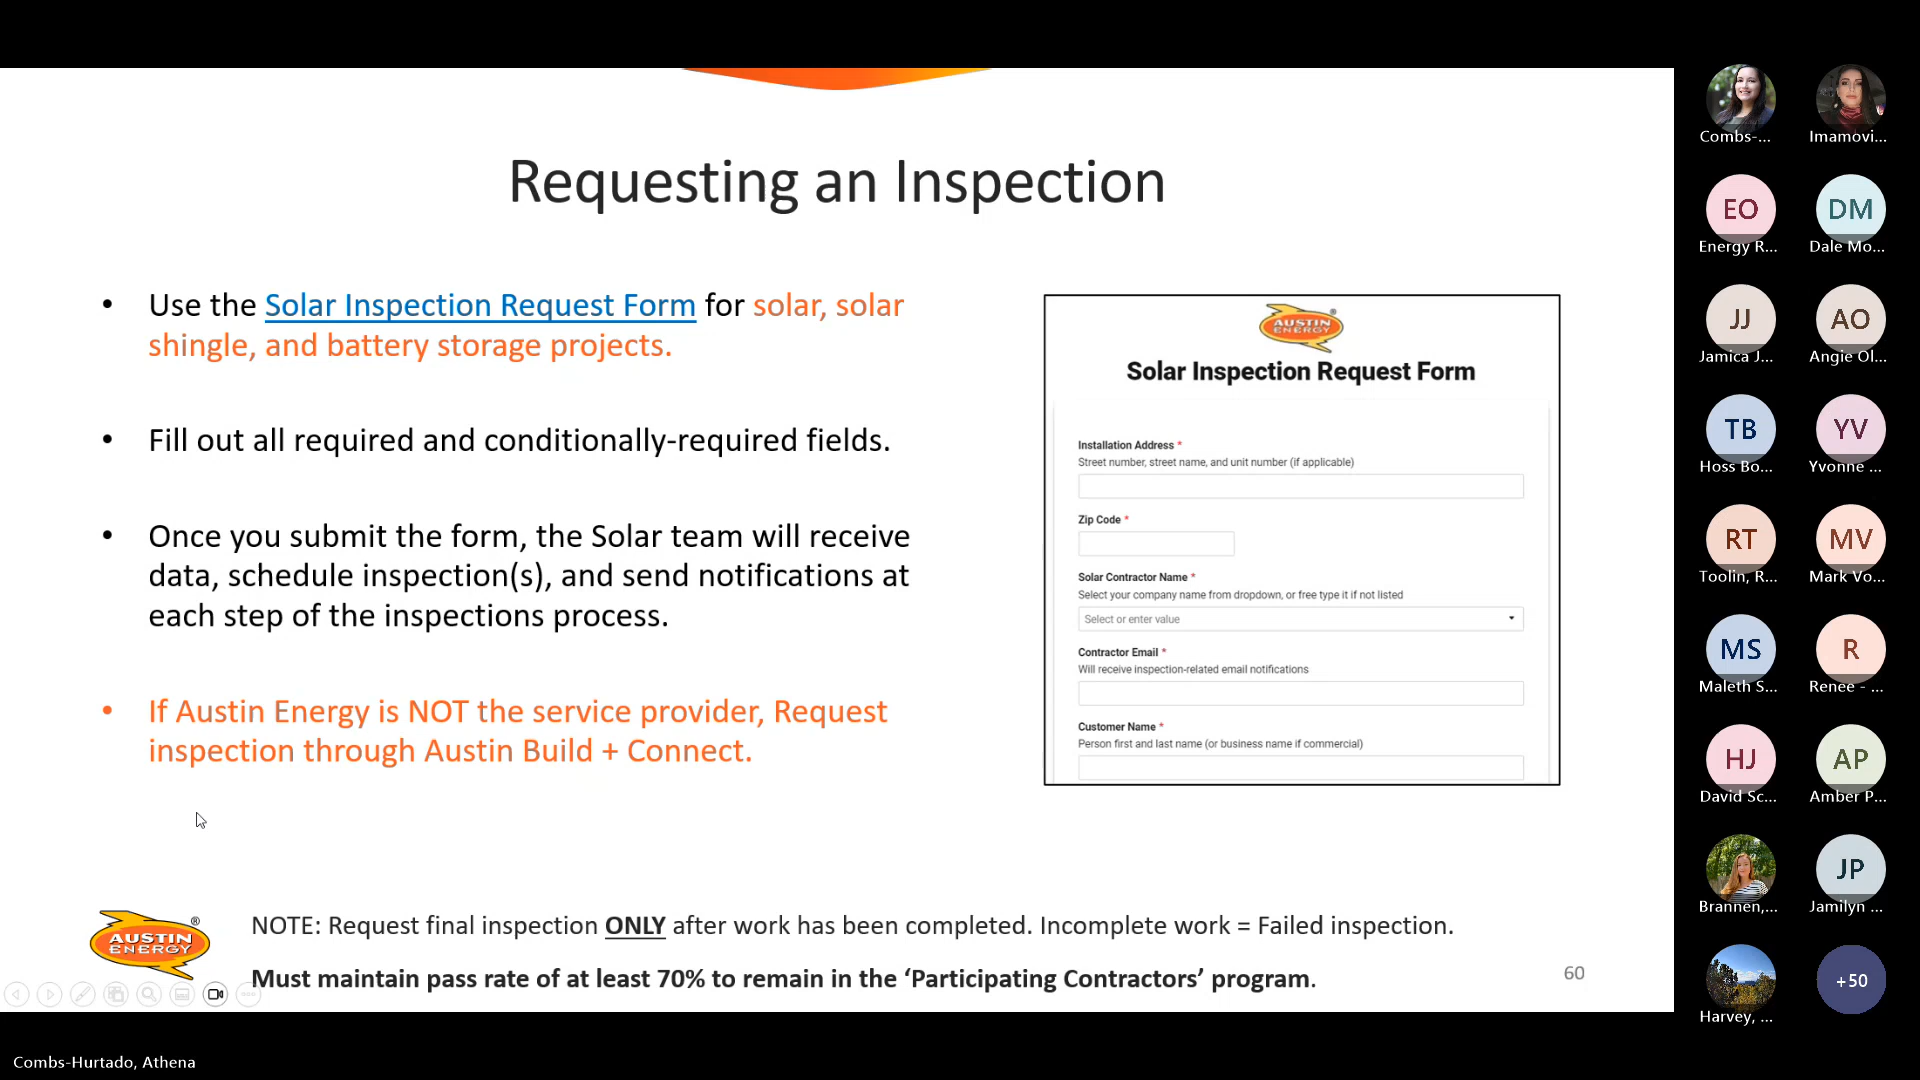 Requesting an Inspection
• Use the Solar Inspection Request Form for solar, solar
shingle, and battery storage projects.
• Fill out all required and conditionally-required fields.
• Once you submit the form, the Solar team will receive
data, schedule inspection(s), and send notifications at
each step of the inspections process.
• If Austin Energy is NOT the service provider, Request
inspection through Austin Build + Connect.
AUSTIN
ENERGY
®
Solar Inspection Request Form
Installation Address *
Street number, street name, and unit number (if applicable)
Zip Code *
Solar Contractor Name *
Select your company name from dropdown, or free type it if not listed
Select or enter value
Contractor Email *
Will receive inspection-related email notifications
Customer Name *
Person first and last name (or business name if commercial)
AUSTIN
ENERGY
®
NOTE: Request final inspection ONLY after work has been completed. Incomplete work = Failed inspection.
Must maintain pass rate of at least 70% to remain in the ‘Participating Contractors’ program.
60
Combs-...
Imamovi...
EO
Energy R...
DM
Dale Mo...
JJ
Jamica J...
AO
Angie Ol...
TB
Hoss Bo...
YV
Yvonne ...
RT
Toolin, R...
MV
Mark Vo...
MS
Maleth S...
R
Renee - ...
HJ
David Sc...
AP
Amber P...
Brannen,...
JP
Jamilyn ...
Harvey, ...
+50
Combs-Hurtado, Athena